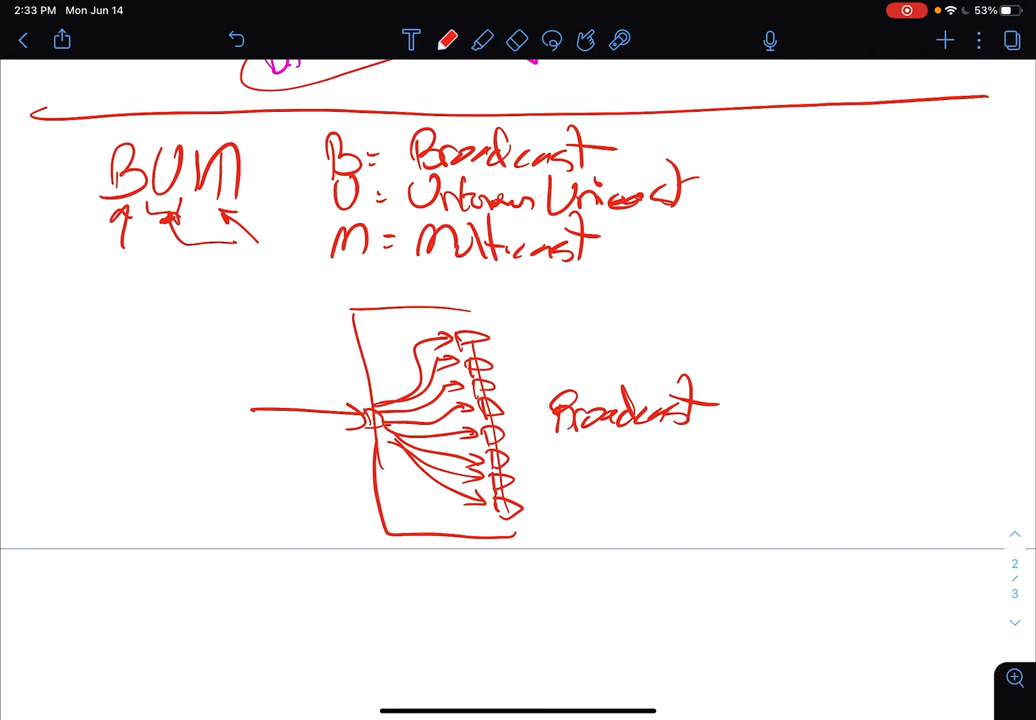 2:33 PM Mon Jun 14
53%
BUM
B = Broadcast
U = Unknown Unicast
M = Multicast
Broadcast
2
/
3